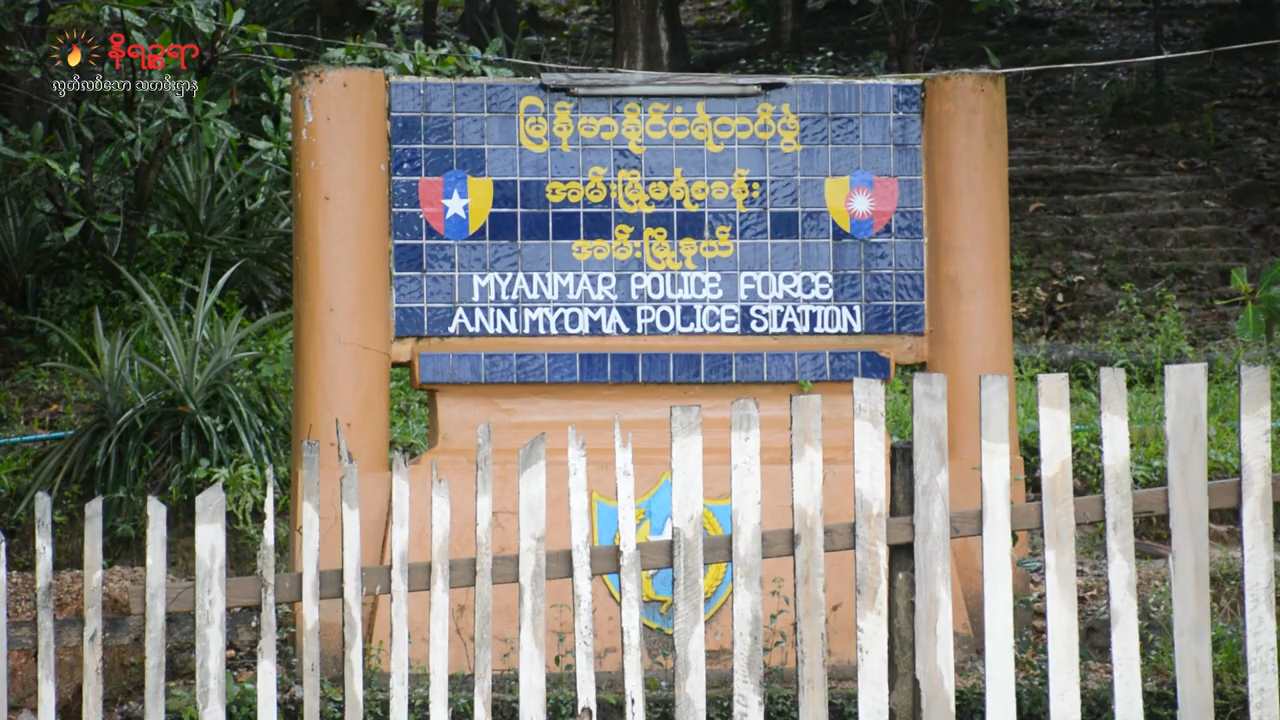 နိရဉ္စရာ
လွတ်လပ်သော သတင်းဌာန
မြန်မာနိုင်ငံရဲတပ်ဖွဲ့
အမ်းမြို့မရဲစခန်း
အမ်းမြို့နယ်
MYANMAR POLICE FORCE
ANN MYOMA POLICE STATION